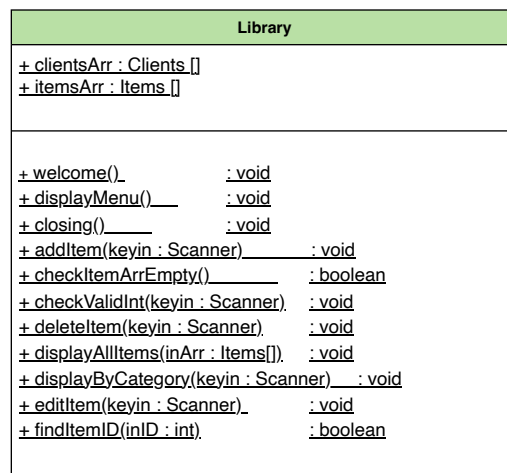 Library
+ clientsArr : Clients []
+ itemsArr : Items []
+ welcome() : void
+ displayMenu() : void
+ closing() : void
+ addItem(keyin : Scanner) : void
+ checkItemArrEmpty() : boolean
+ checkValidInt(keyin : Scanner) : void
+ deleteItem(keyin : Scanner) : void
+ displayAllItems(inArr : Items[]) : void
+ displayByCategory(keyin : Scanner) : void
+ editItem(keyin : Scanner) : void
+ findItemID(inID : int) : boolean